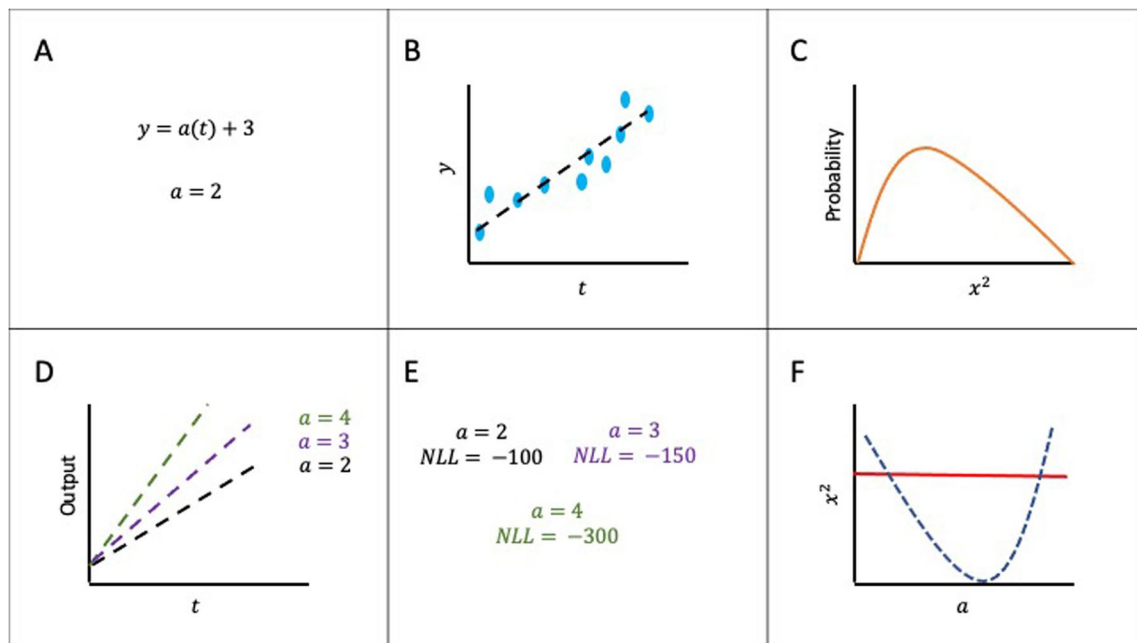 A
y = a(t) + 3
a = 2
B
y
t
C
Probability
x²
D
Output
a = 4
a = 3
a = 2
t
E
a = 2
NLL = −100
a = 3
NLL = −150
a = 4
NLL = −300
F
x²
a